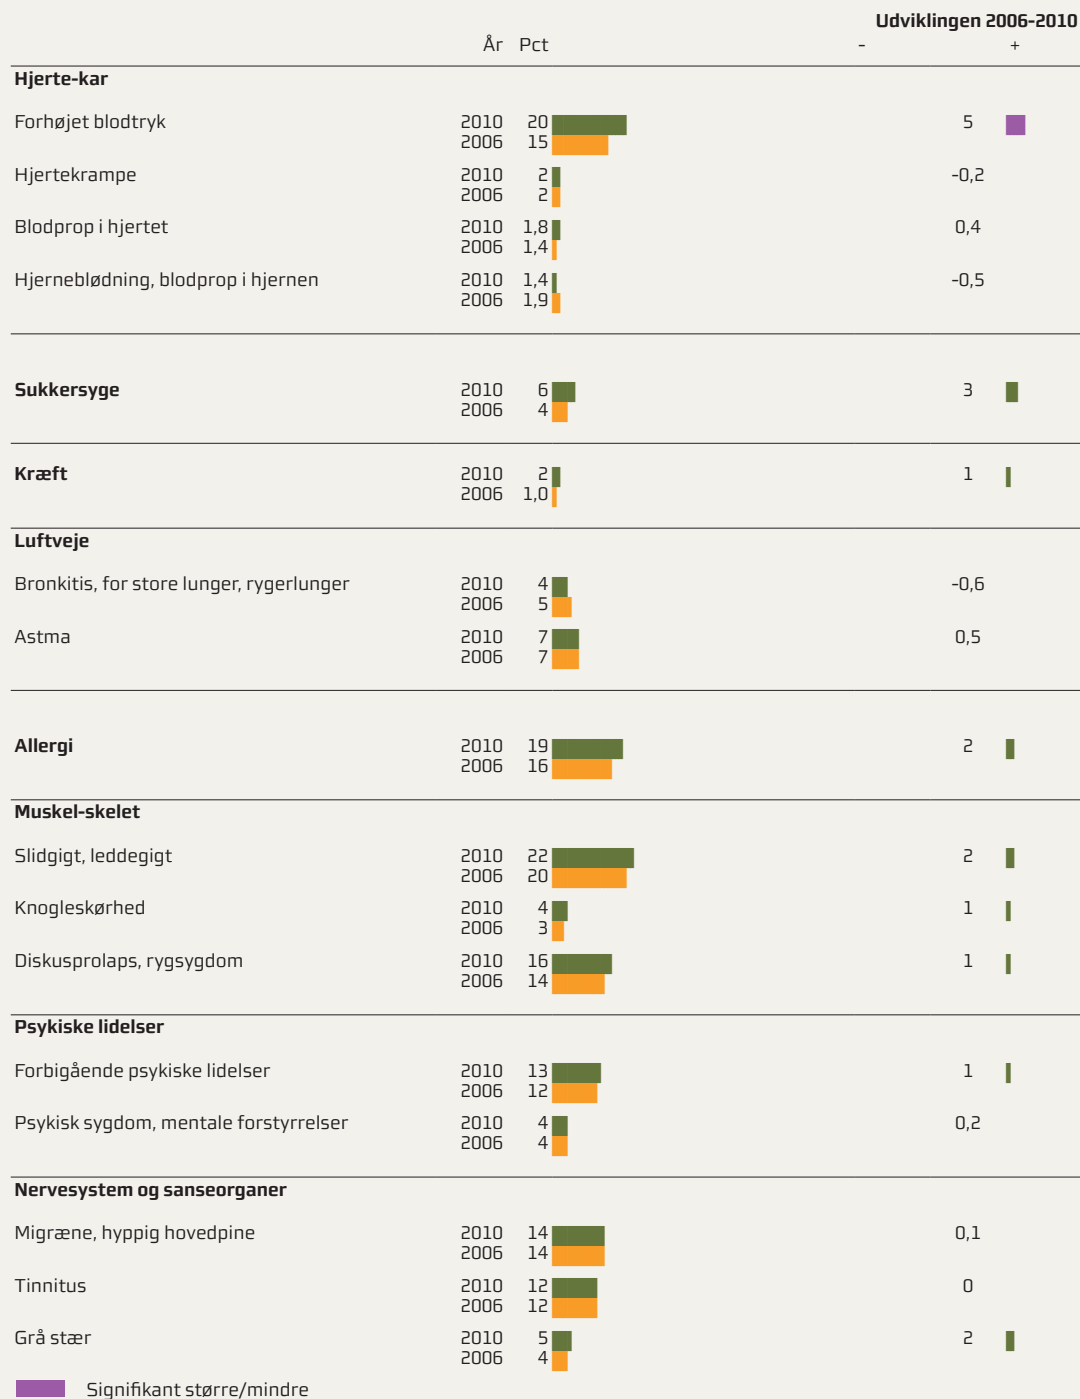 Udviklingen 2006-2010
År Pct - +
Hjerte-kar
Forhøjet blodtryk 2010 20 5
2006 15
Hjertekrampe 2010 2 -0,2
2006 2
Blodprop i hjertet 2010 1,8 0,4
2006 1,4
Hjerneblødning, blodprop i hjernen 2010 1,4 -0,5
2006 1,9
Sukkersyge 2010 6 3
2006 4
Kræft 2010 2 1
2006 1,0
Luftveje
Bronkitis, for store lunger, rygerlunger 2010 4 -0,6
2006 5
Astma 2010 7 0,5
2006 7
Allergi 2010 19 2
2006 16
Muskel-skelet
Slidgigt, leddegigt 2010 22 2
2006 20
Knogleskørhed 2010 4 1
2006 3
Diskusprolaps, rygsygdom 2010 16 1
2006 14
Psykiske lidelser
Forbigående psykiske lidelser 2010 13 1
2006 12
Psykisk sygdom, mentale forstyrrelser 2010 4 0,2
2006 4
Nervesystem og sanseorganer
Migræne, hyppig hovedpine 2010 14 0,1
2006 14
Tinnitus 2010 12 0
2006 12
Grå stær 2010 5 2
2006 4
Signifikant større/mindre